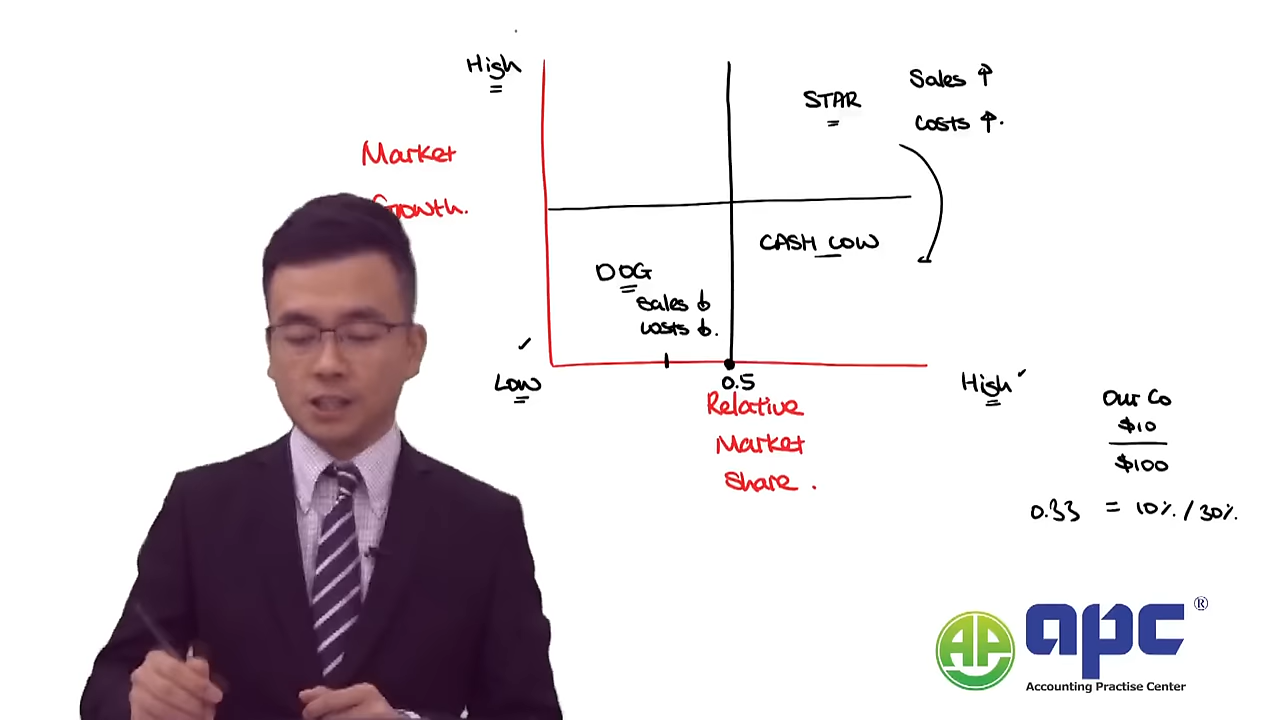 High
STAR
Sales ↑
Costs ↑.
Market
Growth.
CASH COW
DOG
Sales ↓
Costs ↓.
Low
0.5
High
Relative
Market
Share.
Our Co
$10
$100
0.33 = 10% / 30%.
AP
apc®
Accounting Practise Center